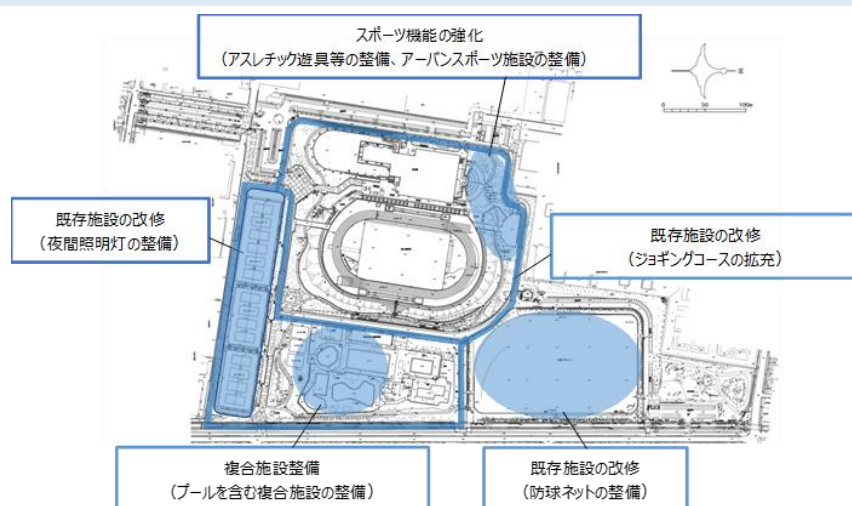 スポーツ機能の強化
（アスレチック遊具等の整備、アーバンスポーツ施設の整備）
0 50 100m
既存施設の改修
（夜間照明灯の整備）
既存施設の改修
（ジョギングコースの拡充）
複合施設整備
（プールを含む複合施設の整備）
既存施設の改修
（防球ネットの整備）